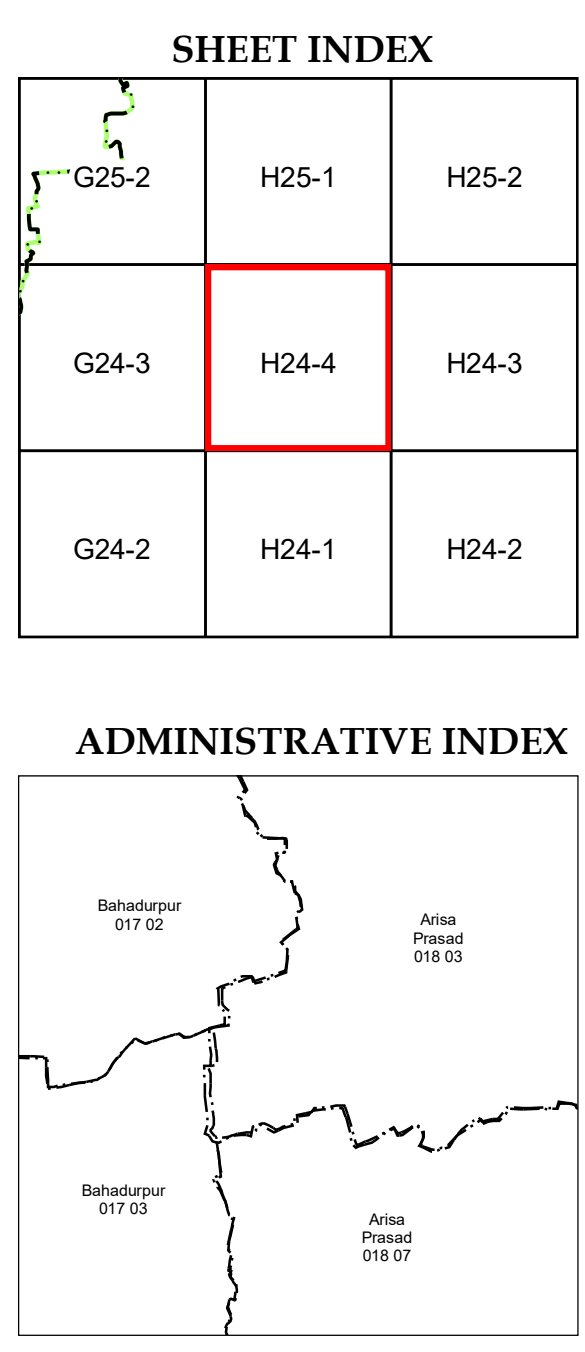 SHEET INDEX
G25-2 H25-1 H25-2
G24-3 H24-4 H24-3
G24-2 H24-1 H24-2
ADMINISTRATIVE INDEX
Bahadurpur
017 02
Arisa
Prasad
018 03
Bahadurpur
017 03
Arisa
Prasad
018 07